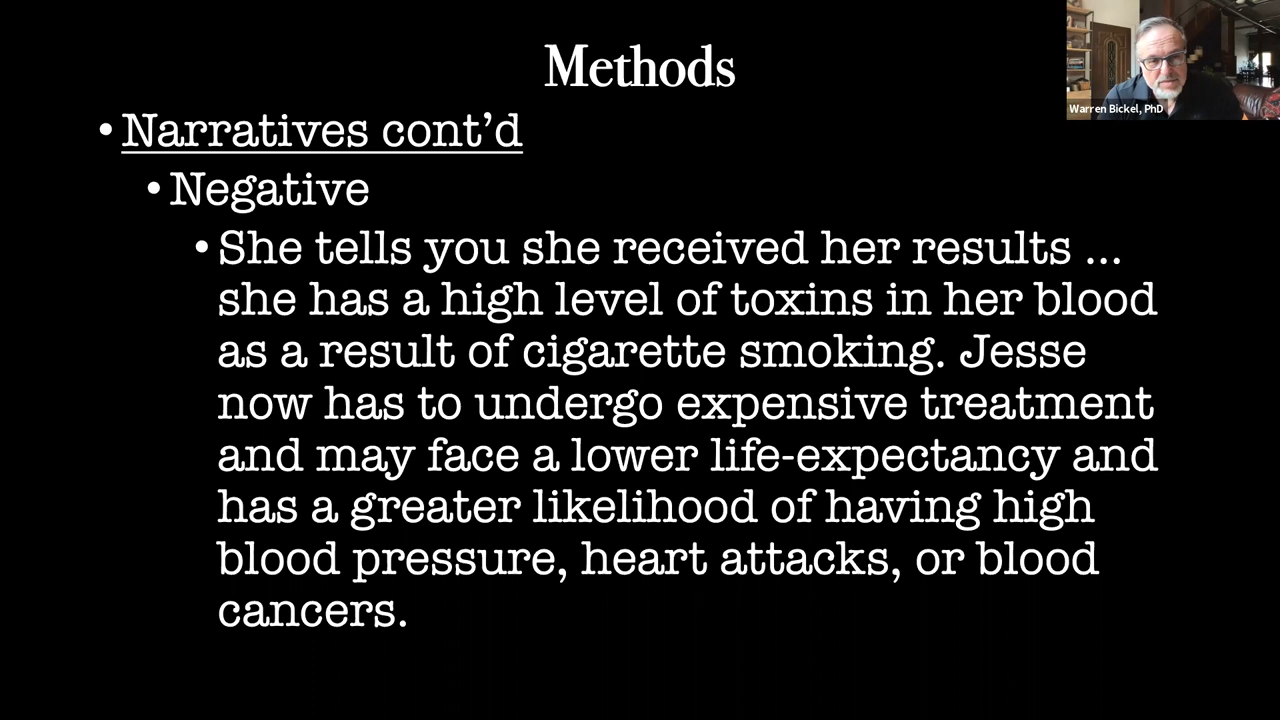 Methods
Warren Bickel, PhD
• Narratives cont’d
• Negative
• She tells you she received her results ...
she has a high level of toxins in her blood
as a result of cigarette smoking. Jesse
now has to undergo expensive treatment
and may face a lower life-expectancy and
has a greater likelihood of having high
blood pressure, heart attacks, or blood
cancers.